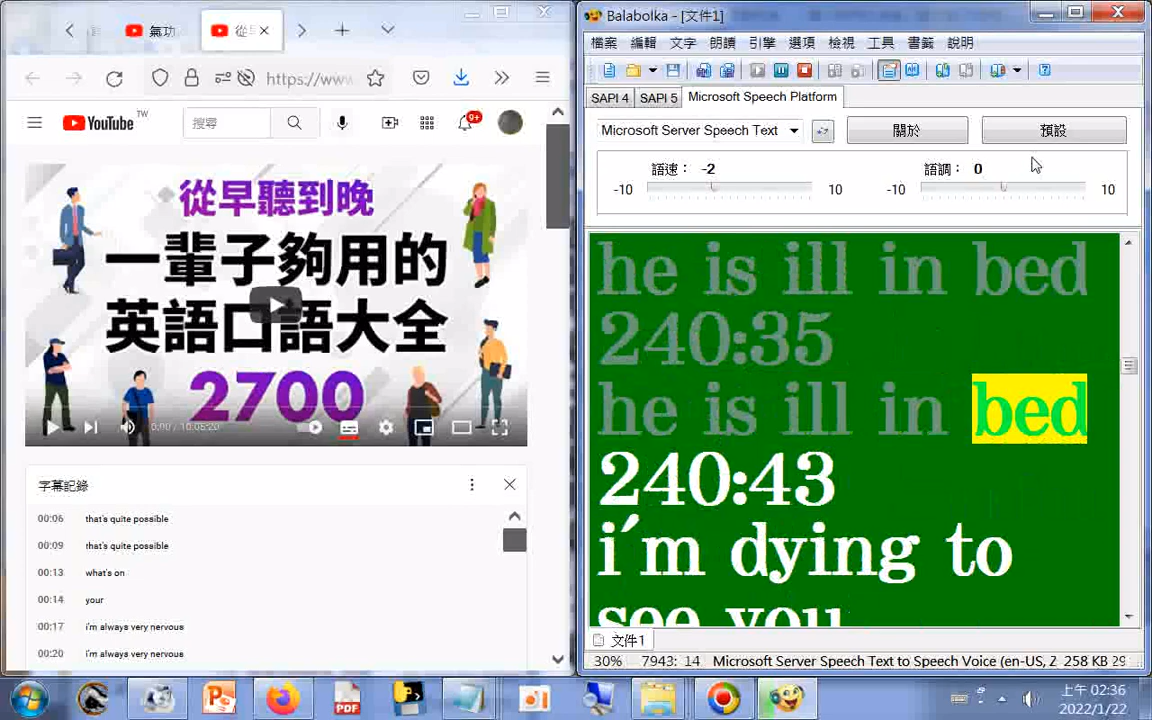 氣功
從
https://www
YouTube TW
搜尋
9+
從早聽到晚
一輩子夠用的
英語口語大全
2700
0:00 / 10:05:20
字幕記錄
00:06 that's quite possible
00:09 that's quite possible
00:13 what's on
00:14 your
00:17 i'm always very nervous
00:20 i'm always very nervous
Balabolka - [文件1]
檔案 編輯 文字 朗讀 引擎 選項 檢視 工具 書籤 說明
SAPI 4 SAPI 5 Microsoft Speech Platform
Microsoft Server Speech Text
關於
預設
語速： -2
語調： 0
-10 10 -10 10
he is ill in bed
240:35
he is ill in bed
240:43
i´m dying to
see you
文件1
30% 7943: 14 Microsoft Server Speech Text to Speech Voice (en-US, Z 258 KB 29
PDF
上午 02:36
2022/1/22